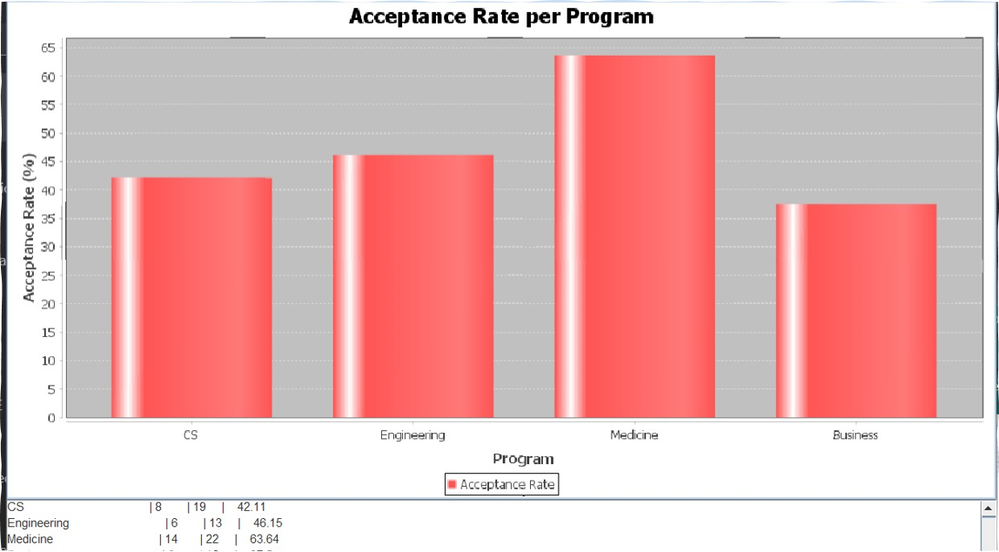 Acceptance Rate per Program
Acceptance Rate (%)
65
60
55
50
45
40
35
30
25
20
15
10
5
0
CS Engineering Medicine Business
Program
Acceptance Rate
CS | 8 | 19 | 42.11
Engineering | 6 | 13 | 46.15
Medicine | 14 | 22 | 63.64